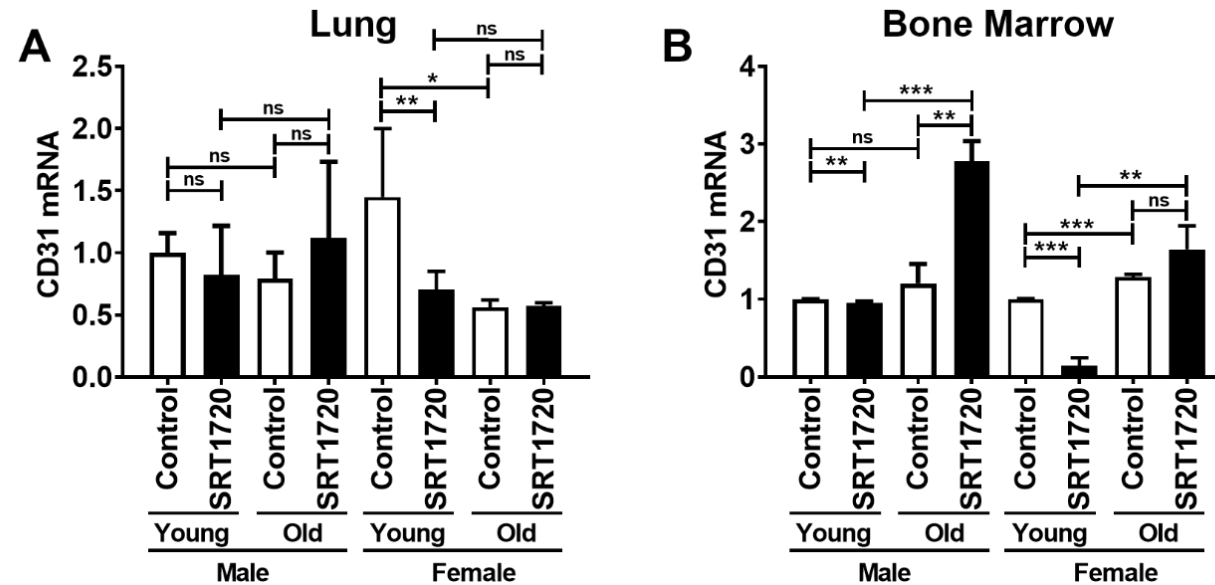 A
Lung
CD31 mRNA
2.5
2.0
1.5
1.0
0.5
0.0
ns
ns
*
**
ns
ns
ns
ns
Control
SRT1720
Control
SRT1720
Control
SRT1720
Control
SRT1720
Young
Old
Young
Old
Male
Female
B
Bone Marrow
CD31 mRNA
4
3
2
1
0
***
**
ns
**
**
ns
***
***
Control
SRT1720
Control
SRT1720
Control
SRT1720
Control
SRT1720
Young
Old
Young
Old
Male
Female